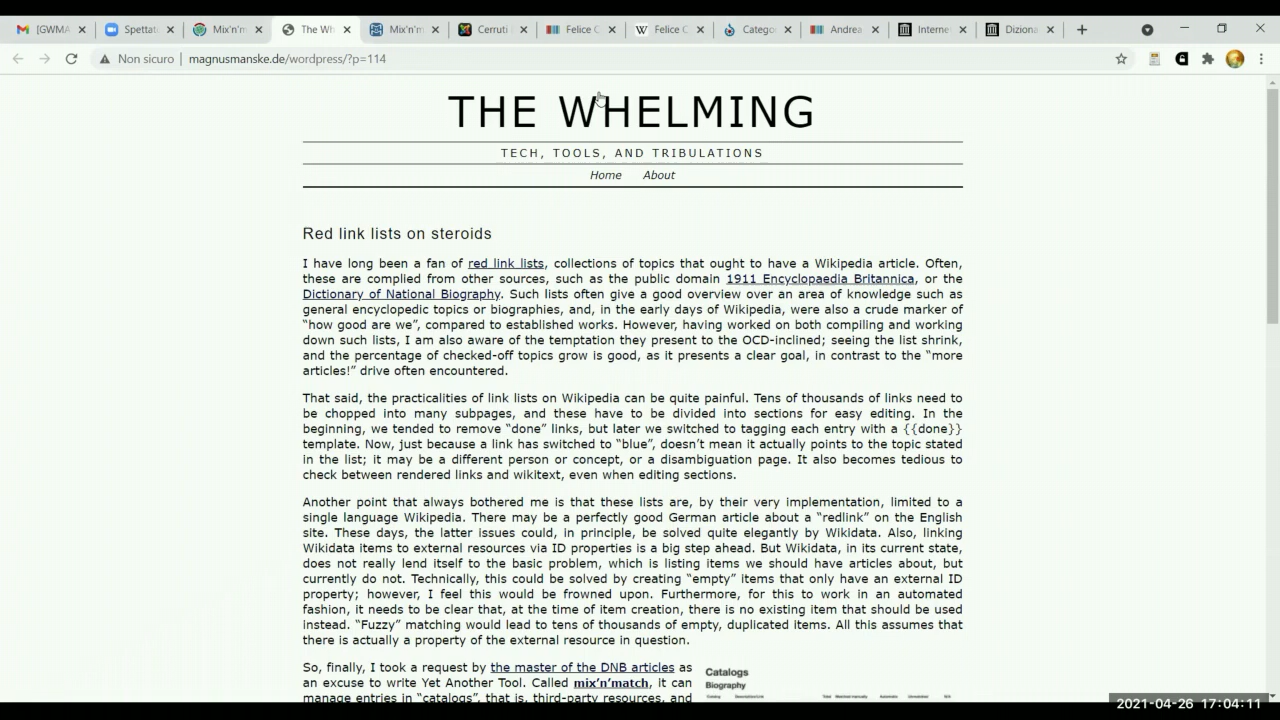 [GWMA
Spettato
Mix'n'm
The Wh
Mix'n'm
Cerruti
Felice C
Felice C
Catego
Andrea
Interne
Diziona
Non sicuro
magnusmanske.de/wordpress/?p=114
THE WHELMING
TECH, TOOLS, AND TRIBULATIONS
Home About
Red link lists on steroids
I have long been a fan of red link lists, collections of topics that ought to have a Wikipedia article. Often,
these are complied from other sources, such as the public domain 1911 Encyclopaedia Britannica, or the
Dictionary of National Biography. Such lists often give a good overview over an area of knowledge such as
general encyclopedic topics or biographies, and, in the early days of Wikipedia, were also a crude marker of
“how good are we”, compared to established works. However, having worked on both compiling and working
down such lists, I am also aware of the temptation they present to the OCD-inclined; seeing the list shrink,
and the percentage of checked-off topics grow is good, as it presents a clear goal, in contrast to the “more
articles!” drive often encountered.
That said, the practicalities of link lists on Wikipedia can be quite painful. Tens of thousands of links need to
be chopped into many subpages, and these have to be divided into sections for easy editing. In the
beginning, we tended to remove “done” links, but later we switched to tagging each entry with a {{done}}
template. Now, just because a link has switched to “blue”, doesn’t mean it actually points to the topic stated
in the list; it may be a different person or concept, or a disambiguation page. It also becomes tedious to
check between rendered links and wikitext, even when editing sections.
Another point that always bothered me is that these lists are, by their very implementation, limited to a
single language Wikipedia. There may be a perfectly good German article about a “redlink” on the English
site. These days, the latter issues could, in principle, be solved quite elegantly by Wikidata. Also, linking
Wikidata items to external resources via ID properties is a big step ahead. But Wikidata, in its current state,
does not really lend itself to the basic problem, which is listing items we should have articles about, but
currently do not. Technically, this could be solved by creating “empty” items that only have an external ID
property; however, I feel this would be frowned upon. Furthermore, for this to work in an automated
fashion, it needs to be clear that, at the time of item creation, there is no existing item that should be used
instead. “Fuzzy” matching would lead to tens of thousands of empty, duplicated items. All this assumes that
there is actually a property of the external resource in question.
So, finally, I took a request by the master of the DNB articles as
an excuse to write Yet Another Tool. Called mix’n’match, it can
manage entries in “catalogs”, that is, third-party resources, and
Catalogs
Biography
2021-04-26 17:04:11